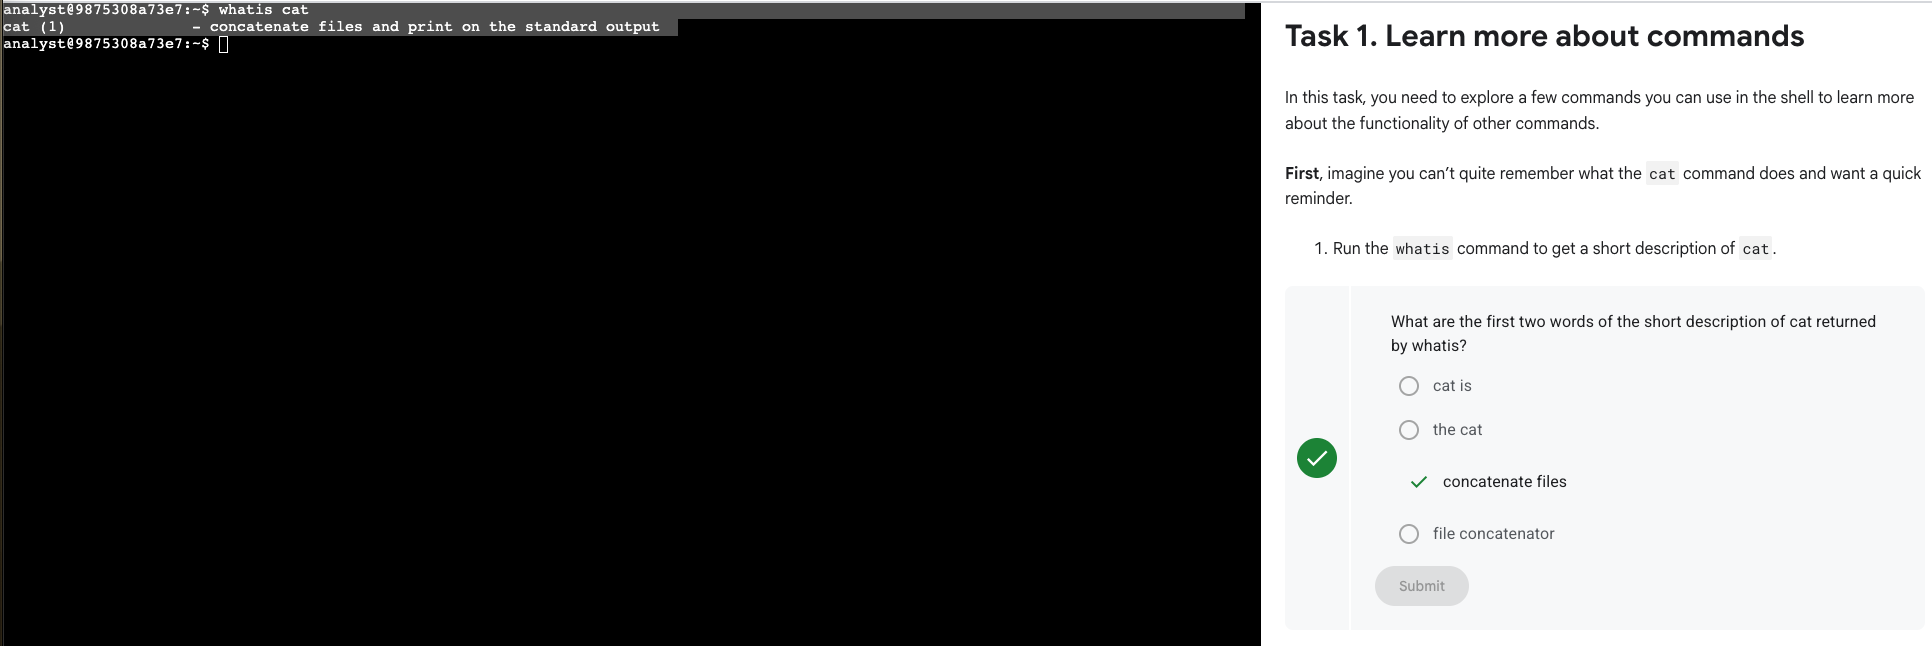 analyst@9875308a73e7:~$ whatis cat
cat (1)              - concatenate files and print on the standard output
analyst@9875308a73e7:~$
Task 1. Learn more about commands
In this task, you need to explore a few commands you can use in the shell to learn more
about the functionality of other commands.
First, imagine you can’t quite remember what the cat command does and want a quick
reminder.
1. Run the whatis command to get a short description of cat.
What are the first two words of the short description of cat returned
by whatis?
cat is
the cat
concatenate files
file concatenator
Submit